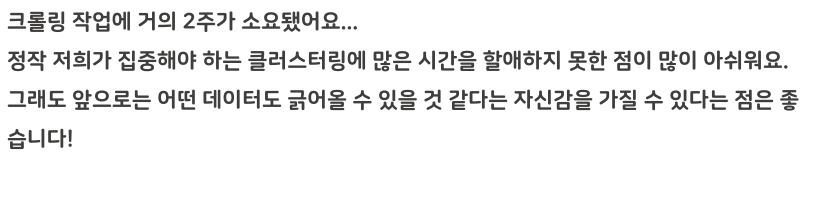 크롤링 작업에 거의 2주가 소요됐어요...
정작 저희가 집중해야 하는 클러스터링에 많은 시간을 할애하지 못한 점이 많이 아쉬워요.
그래도 앞으로는 어떤 데이터도 긁어올 수 있을 것 같다는 자신감을 가질 수 있다는 점은 좋
습니다!